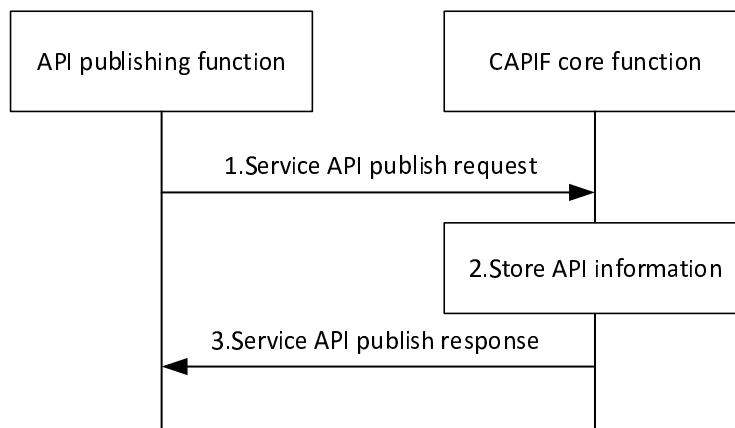 API publishing function
CAPIF core function
1.Service API publish request
2.Store API information
3.Service API publish response